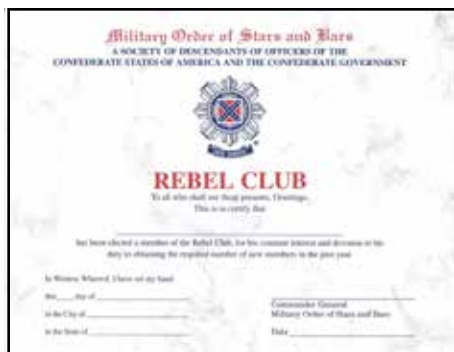 Military Order of Stars and Bars
A SOCIETY OF DESCENDANTS OF OFFICERS OF THE
CONFEDERATE STATES OF AMERICA AND THE CONFEDERATE GOVERNMENT
REBEL CLUB
To all who shall see these presents, Greetings,
This is to certify that
has been elected a member of the Rebel Club, for his constant interest and devotion to his
duty to obtaining the required number of new members in the past year
In Witness Whereof, I have set my hand
this day of
in the City of
in the State of
Commander General
Military Order of Stars and Bars
Date